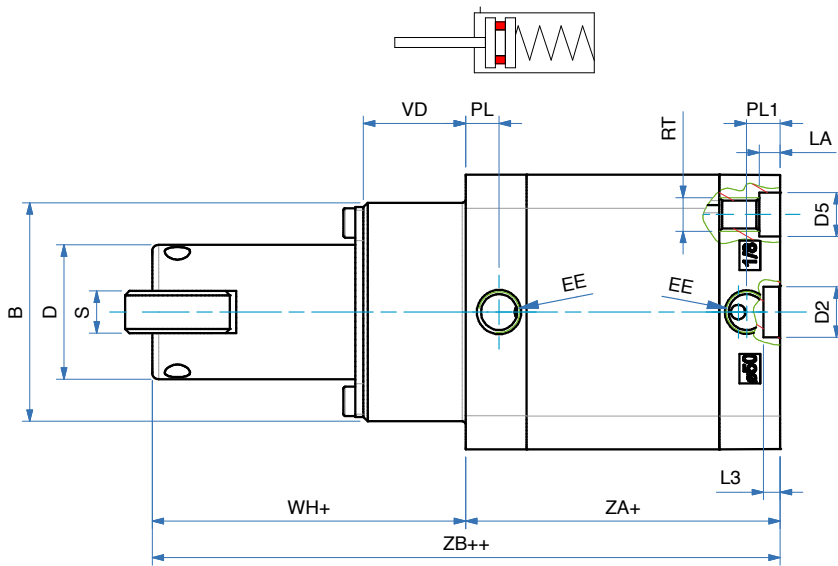 VD
PL
RT
PL1
LA
D5
1/8
B
D
S
EE
EE
D2
ø50
L3
WH+
ZA+
ZB++